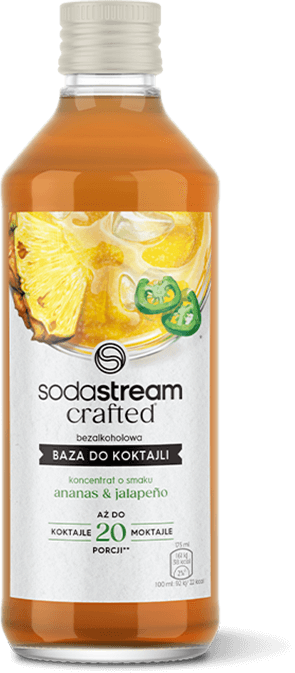 sodastream
crafted®
bezalkoholowa
BAZA DO KOKTAJLI
koncentrat o smaku
ananas & jalapeño
AŻ DO
KOKTAJLE 20 MOKTAJLE
PORCJI**